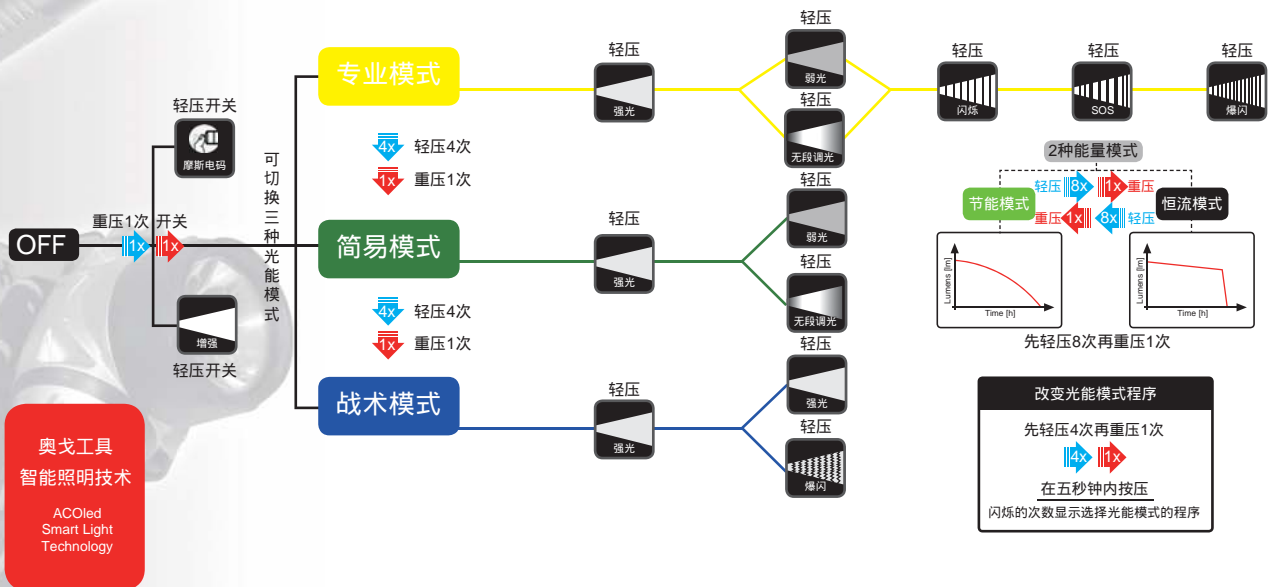 OFF
重压1次 开关
1x 1x
轻压开关
摩斯电码
增强
轻压开关
可切换三种光能模式
专业模式
轻压
强光
轻压
弱光
轻压
无段调光
轻压
闪烁
轻压
SOS
轻压
爆闪
4x 轻压4次
1x 重压1次
简易模式
轻压
强光
轻压
弱光
轻压
无段调光
4x 轻压4次
1x 重压1次
战术模式
轻压
强光
轻压
强光
轻压
爆闪
2种能量模式
节能模式
轻压 8x 1x 重压
重压 1x 8x 轻压
恒流模式
Lumens [lm]
Time [h]
Lumens [lm]
Time [h]
先轻压8次再重压1次
改变光能模式程序
先轻压4次再重压1次
4x 1x
在五秒钟内按压
闪烁的次数显示选择光能模式的程序
奥戈工具
智能照明技术
ACOled
Smart Light
Technology